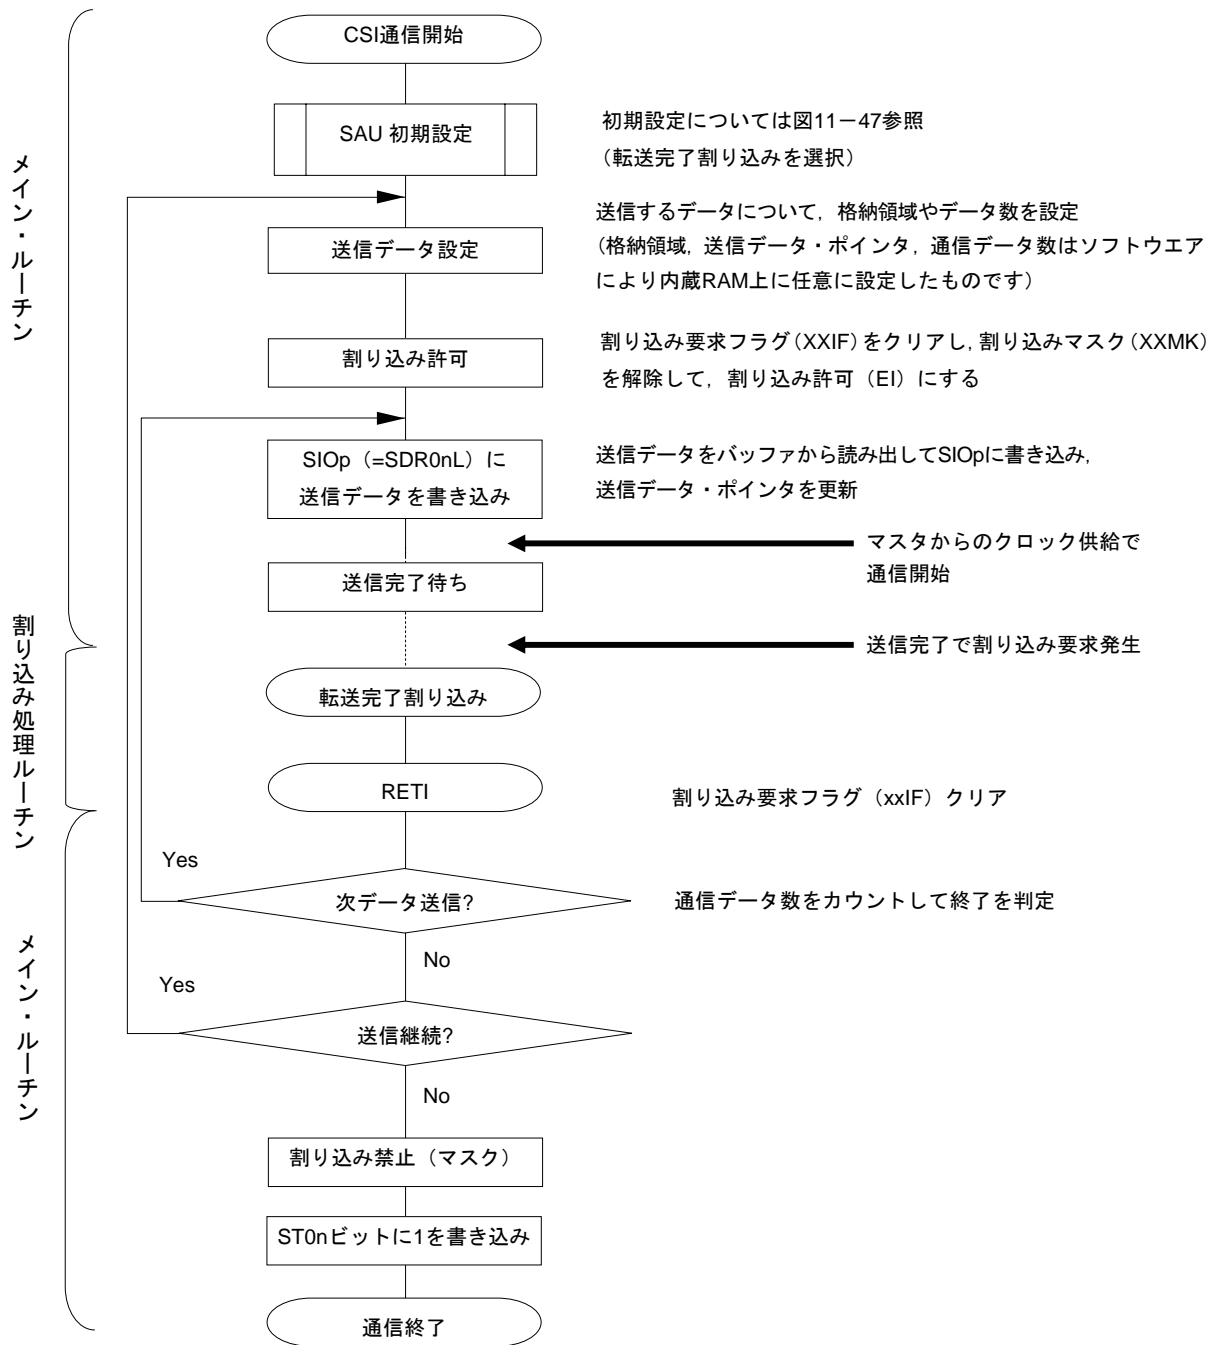 CSI通信開始
SAU 初期設定
初期設定については図11－47参照
（転送完了割り込みを選択）
送信データ設定
送信するデータについて，格納領域やデータ数を設定
（格納領域，送信データ・ポインタ，通信データ数はソフトウエア
により内蔵RAM上に任意に設定したものです）
割り込み許可
割り込み要求フラグ（XXIF）をクリアし，割り込みマスク（XXMK）
を解除して，割り込み許可（EI）にする
SIOp（=SDR0nL）に
送信データを書き込み
送信データをバッファから読み出してSIOpに書き込み，
送信データ・ポインタを更新
マスタからのクロック供給で
通信開始
送信完了待ち
送信完了で割り込み要求発生
転送完了割り込み
RETI
割り込み要求フラグ（xxIF）クリア
Yes
次データ送信?
通信データ数をカウントして終了を判定
No
Yes
送信継続?
No
割り込み禁止（マスク）
ST0nビットに1を書き込み
通信終了
メイン・ルーチン
割り込み処理ルーチン
メイン・ルーチン